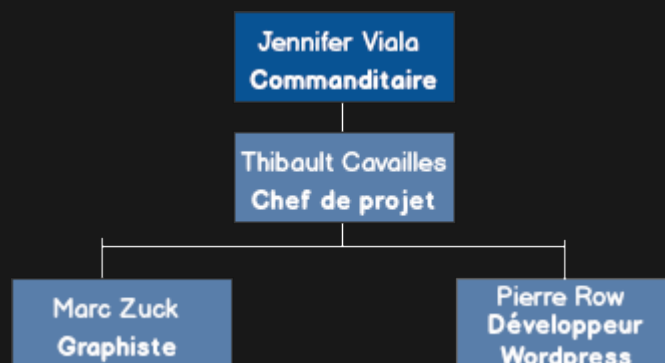 Jennifer Viala
Commanditaire
Thibault Cavailles
Chef de projet
Marc Zuck
Graphiste
Pierre Row
Développeur
Wordpress